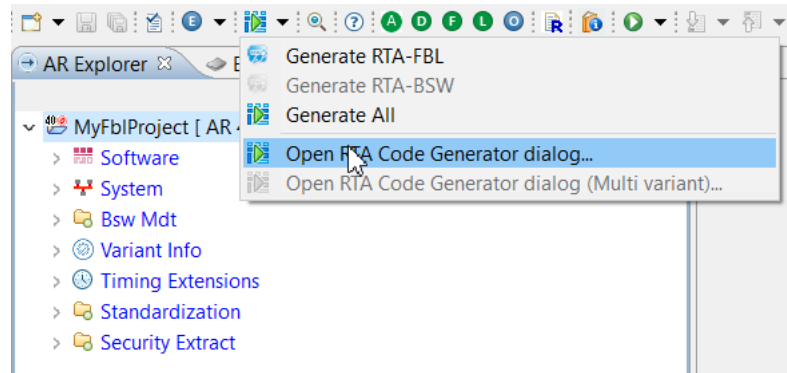 E
A D F L O
R
AR Explorer
E
Generate RTA-FBL
Generate RTA-BSW
Generate All
Open RTA Code Generator dialog...
Open RTA Code Generator dialog (Multi variant)...
MyFblProject [ AR 4
Software
System
Bsw Mdt
Variant Info
Timing Extensions
Standardization
Security Extract